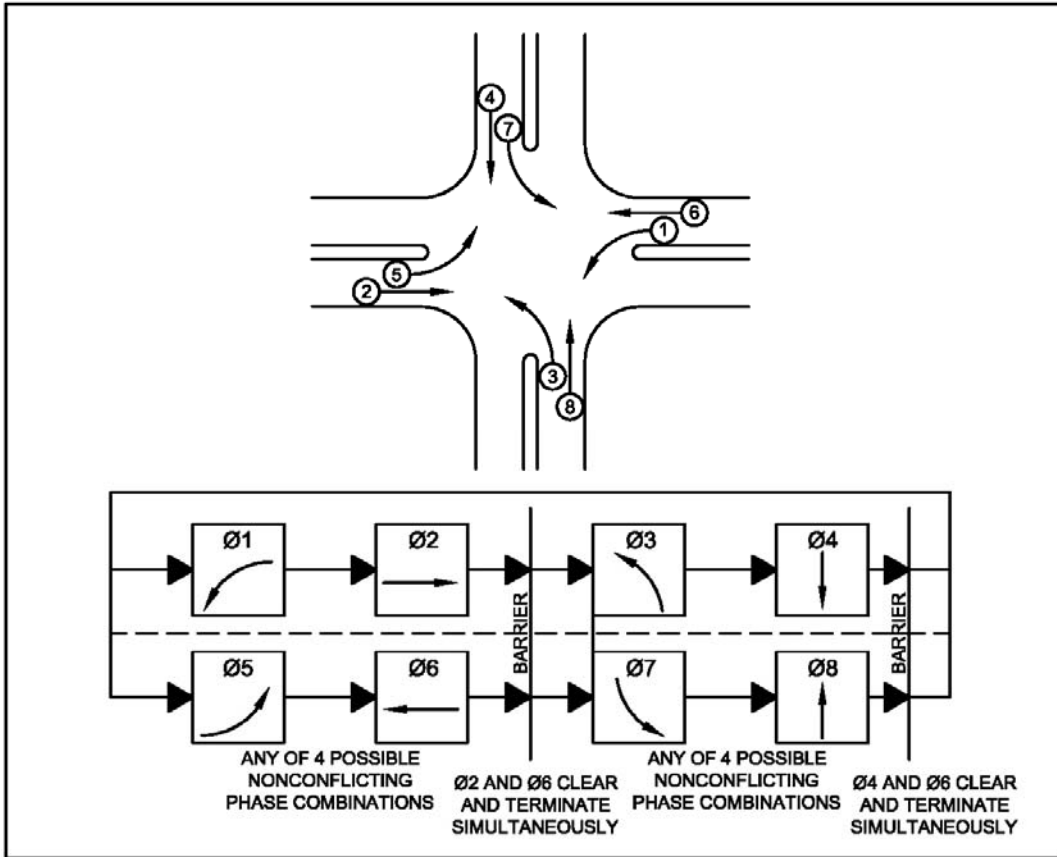 4
7
6
1
5
2
3
8
Ø1
Ø2
Ø3
Ø4
BARRIER
BARRIER
Ø5
Ø6
Ø7
Ø8
ANY OF 4 POSSIBLE
NONCONFLICTING
PHASE COMBINATIONS
Ø2 AND Ø6 CLEAR
AND TERMINATE
SIMULTANEOUSLY
ANY OF 4 POSSIBLE
NONCONFLICTING
PHASE COMBINATIONS
Ø4 AND Ø6 CLEAR
AND TERMINATE
SIMULTANEOUSLY